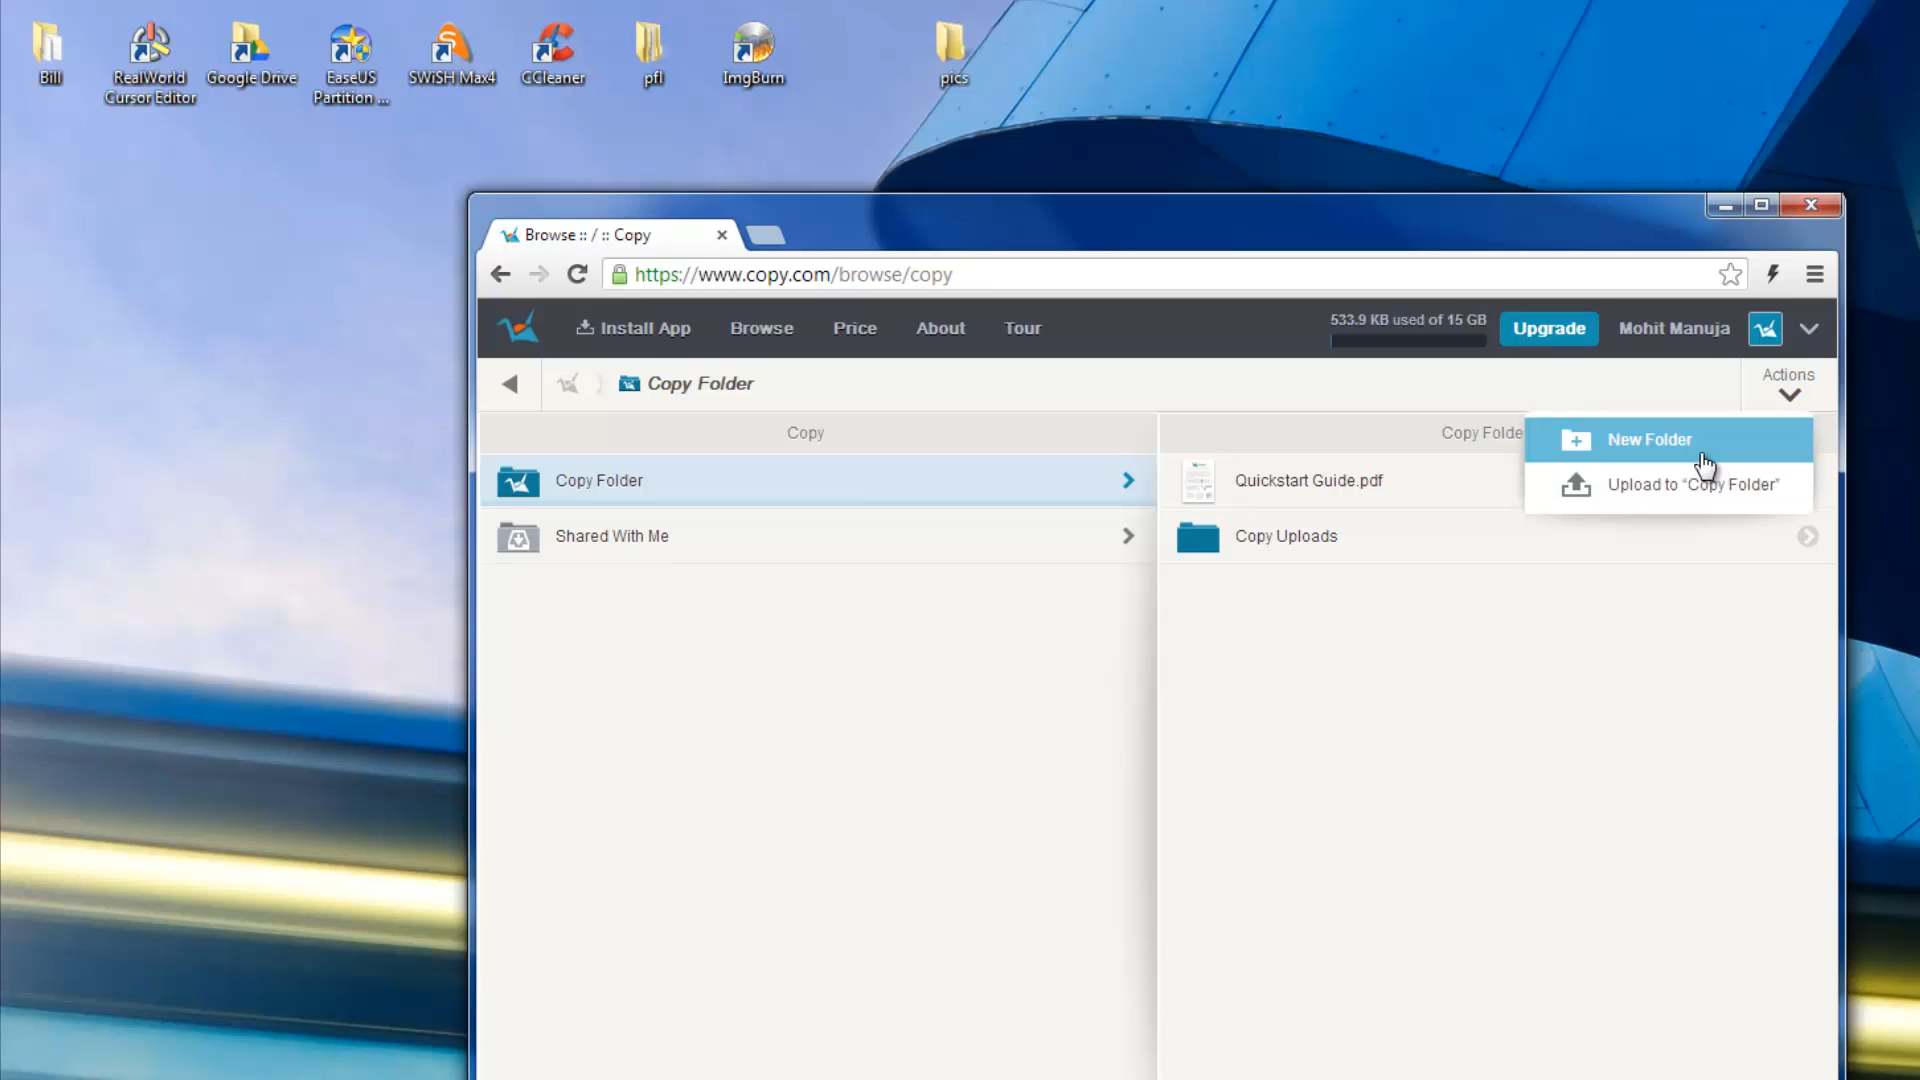 Bill
RealWorld
Cursor Editor
Google Drive
EaseUS
Partition ...
SWiSH Max4
CCleaner
pfl
ImgBurn
pics
Browse :: / :: Copy
https://www.copy.com/browse/copy
Install App
Browse
Price
About
Tour
533.9 KB used of 15 GB
Upgrade
Mohit Manuja
Copy Folder
Actions
Copy
Copy Folde
New Folder
Upload to “Copy Folder”
Copy Folder
Quickstart Guide.pdf
Shared With Me
Copy Uploads